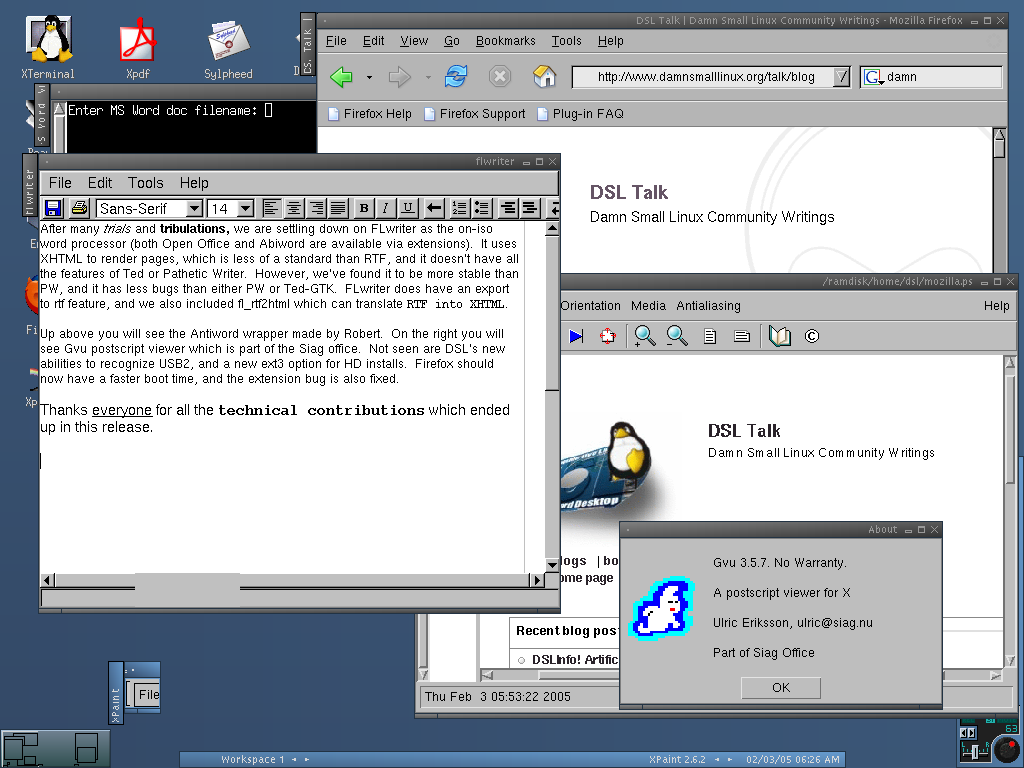 XTerminal
Xpdf
Sylpheed
DSL Talk | Damn Small Linux Community Writings - Mozilla Firefox
File Edit View Go Bookmarks Tools Help
http://www.damnsmalllinux.org/talk/blog
G damn
Firefox Help Firefox Support Plug-in FAQ
DSL Talk
Damn Small Linux Community Writings
Enter MS Word doc filename:
flwriter
flwriter
File Edit Tools Help
Sans-Serif 14 B I U
After many trials and tribulations, we are settling down on FLwriter as the on-iso
word processor (both Open Office and Abiword are available via extensions). It uses
XHTML to render pages, which is less of a standard than RTF, and it doesn't have all
the features of Ted or Pathetic Writer. However, we've found it to be more stable than
PW, and it has less bugs than either PW or Ted-GTK. FLwriter does have an export
to rtf feature, and we also included fl_rtf2html which can translate RTF into XHTML.
Up above you will see the Antiword wrapper made by Robert. On the right you will
see Gvu postscript viewer which is part of the Siag office. Not seen are DSL's new
abilities to recognize USB2, and a new ext3 option for HD installs. Firefox should
now have a faster boot time, and the extension bug is also fixed.
Thanks everyone for all the technical contributions which ended
up in this release.
/ramdisk/home/dsl/mozilla.ps
Orientation Media Antialiasing Help
DSL Talk
Damn Small Linux Community Writings
ord Desktop
logs | bo
ome page
Recent blog pos
DSLInfo! Artific
Thu Feb 3 05:53:22 2005
About
Gvu 3.5.7. No Warranty.
A postscript viewer for X
Ulric Eriksson, ulric@siag.nu
Part of Siag Office
OK
XPaint
File
Workspace 1
XPaint 2.6.2
02/03/05 06:26 AM
63
L R